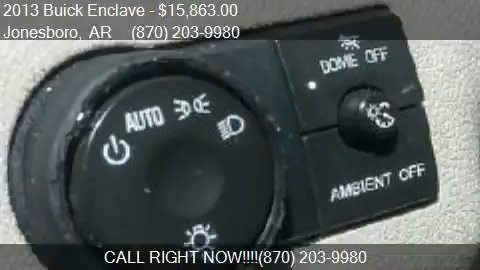 2013 Buick Enclave - $15,863.00
Jonesboro, AR (870) 203-9980
DOME OFF
AUTO
AMBIENT OFF
CALL RIGHT NOW!!!!(870) 203-9980